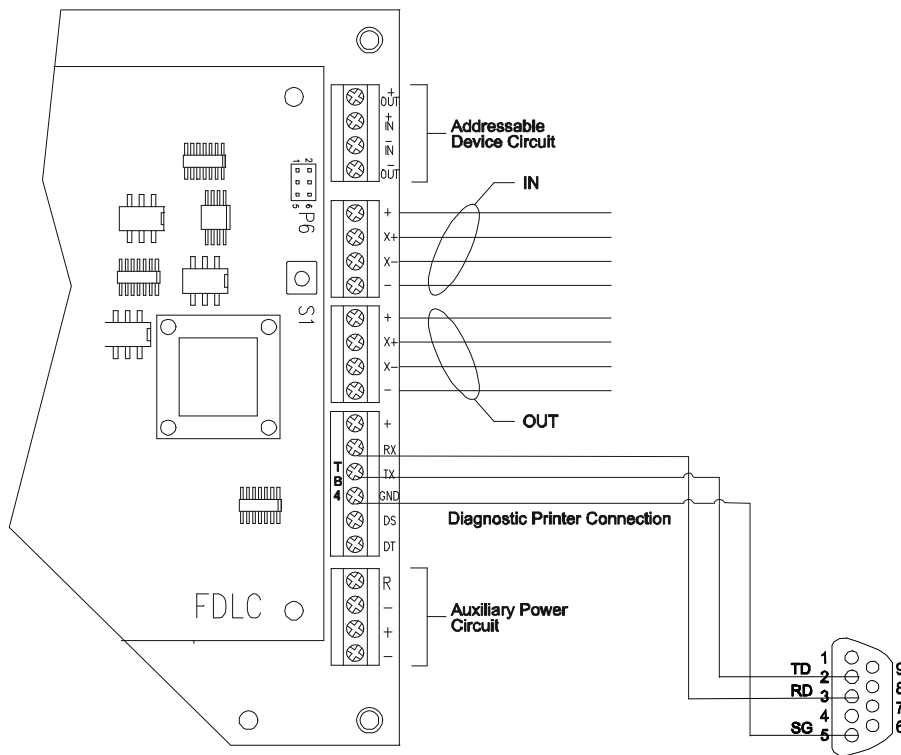 +
OUT
+
IN
−
IN
−
OUT
Addressable
Device Circuit
1 2
5 6
P6
S1
IN
+
X+
X-
-
+
X+
X-
-
OUT
TB4
+
RX
TX
GND
DS
DT
Diagnostic Printer Connection
R
-
+
-
Auxiliary Power
Circuit
FDLC
TD
RD
SG
1
2
3
4
5
9
8
7
6